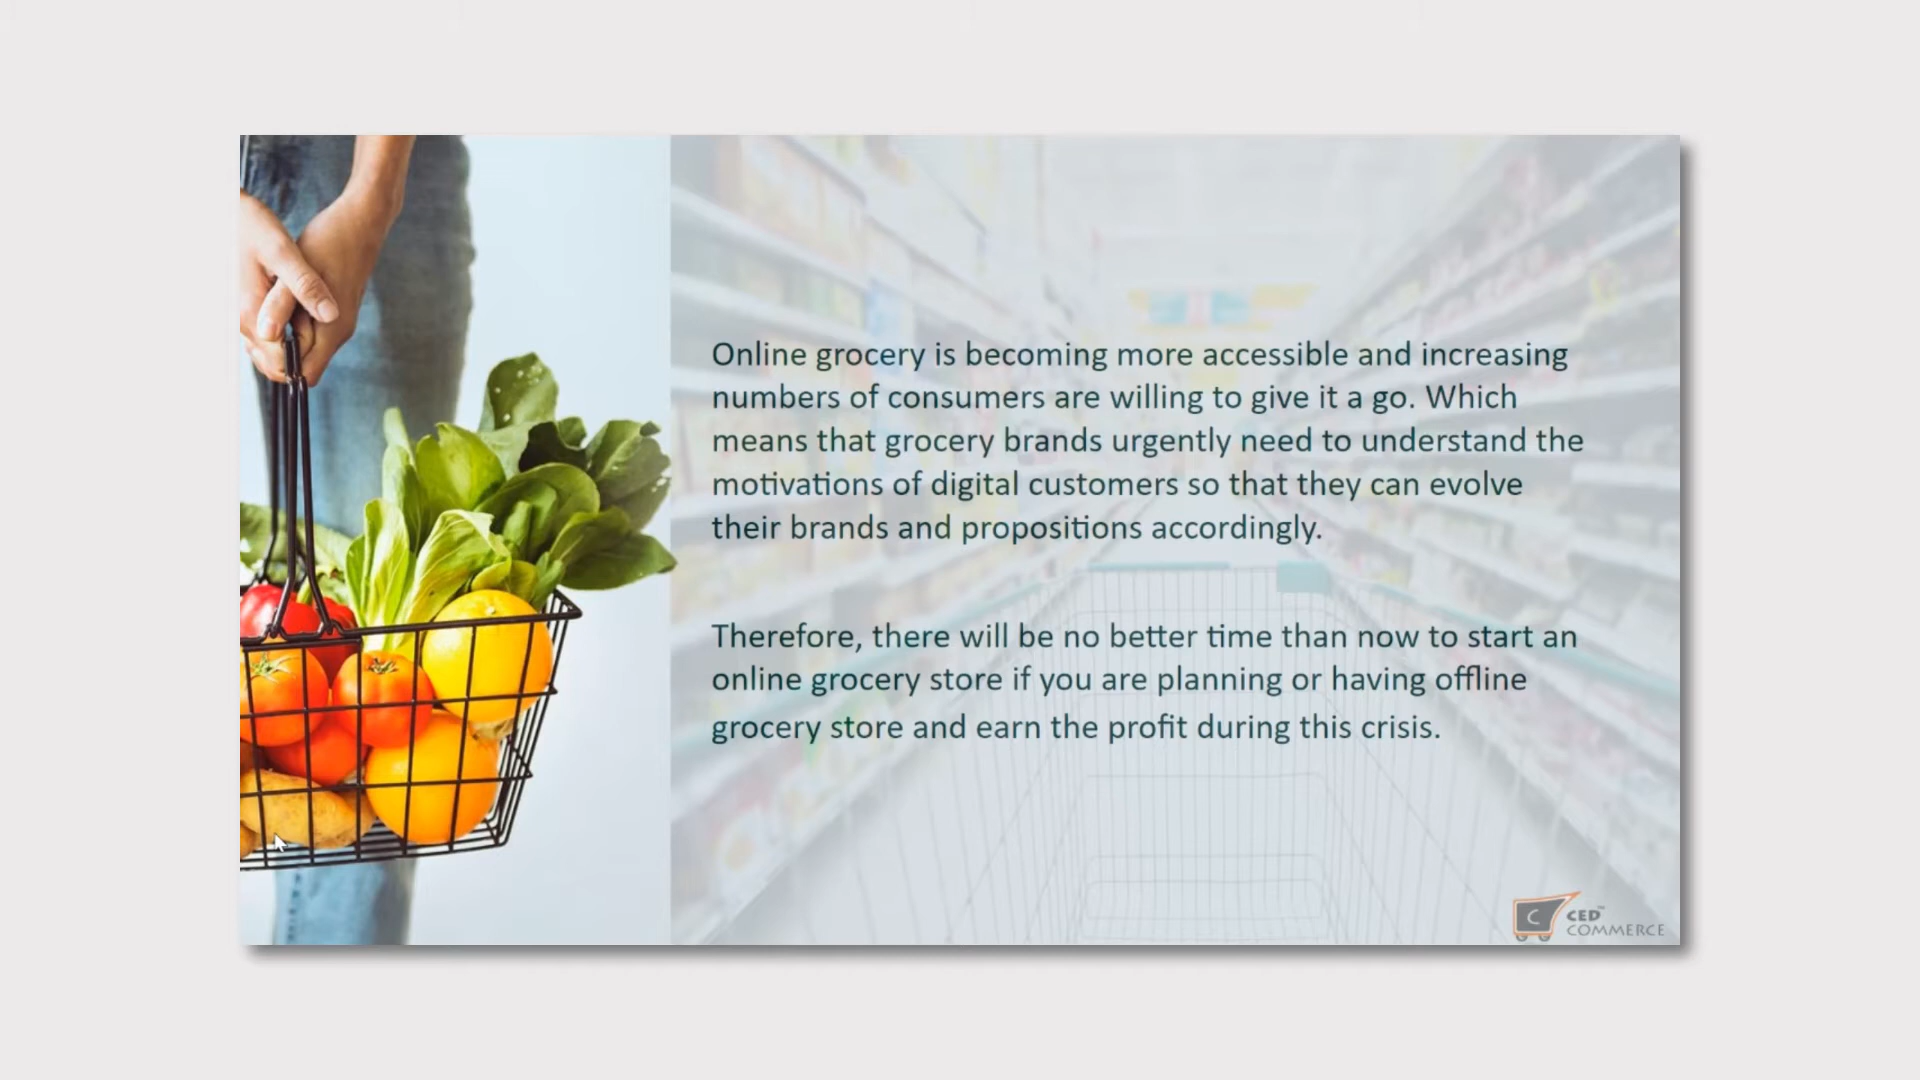 Online grocery is becoming more accessible and increasing
numbers of consumers are willing to give it a go. Which
means that grocery brands urgently need to understand the
motivations of digital customers so that they can evolve
their brands and propositions accordingly.
Therefore, there will be no better time than now to start an
online grocery store if you are planning or having offline
grocery store and earn the profit during this crisis.
C
CED™
COMMERCE